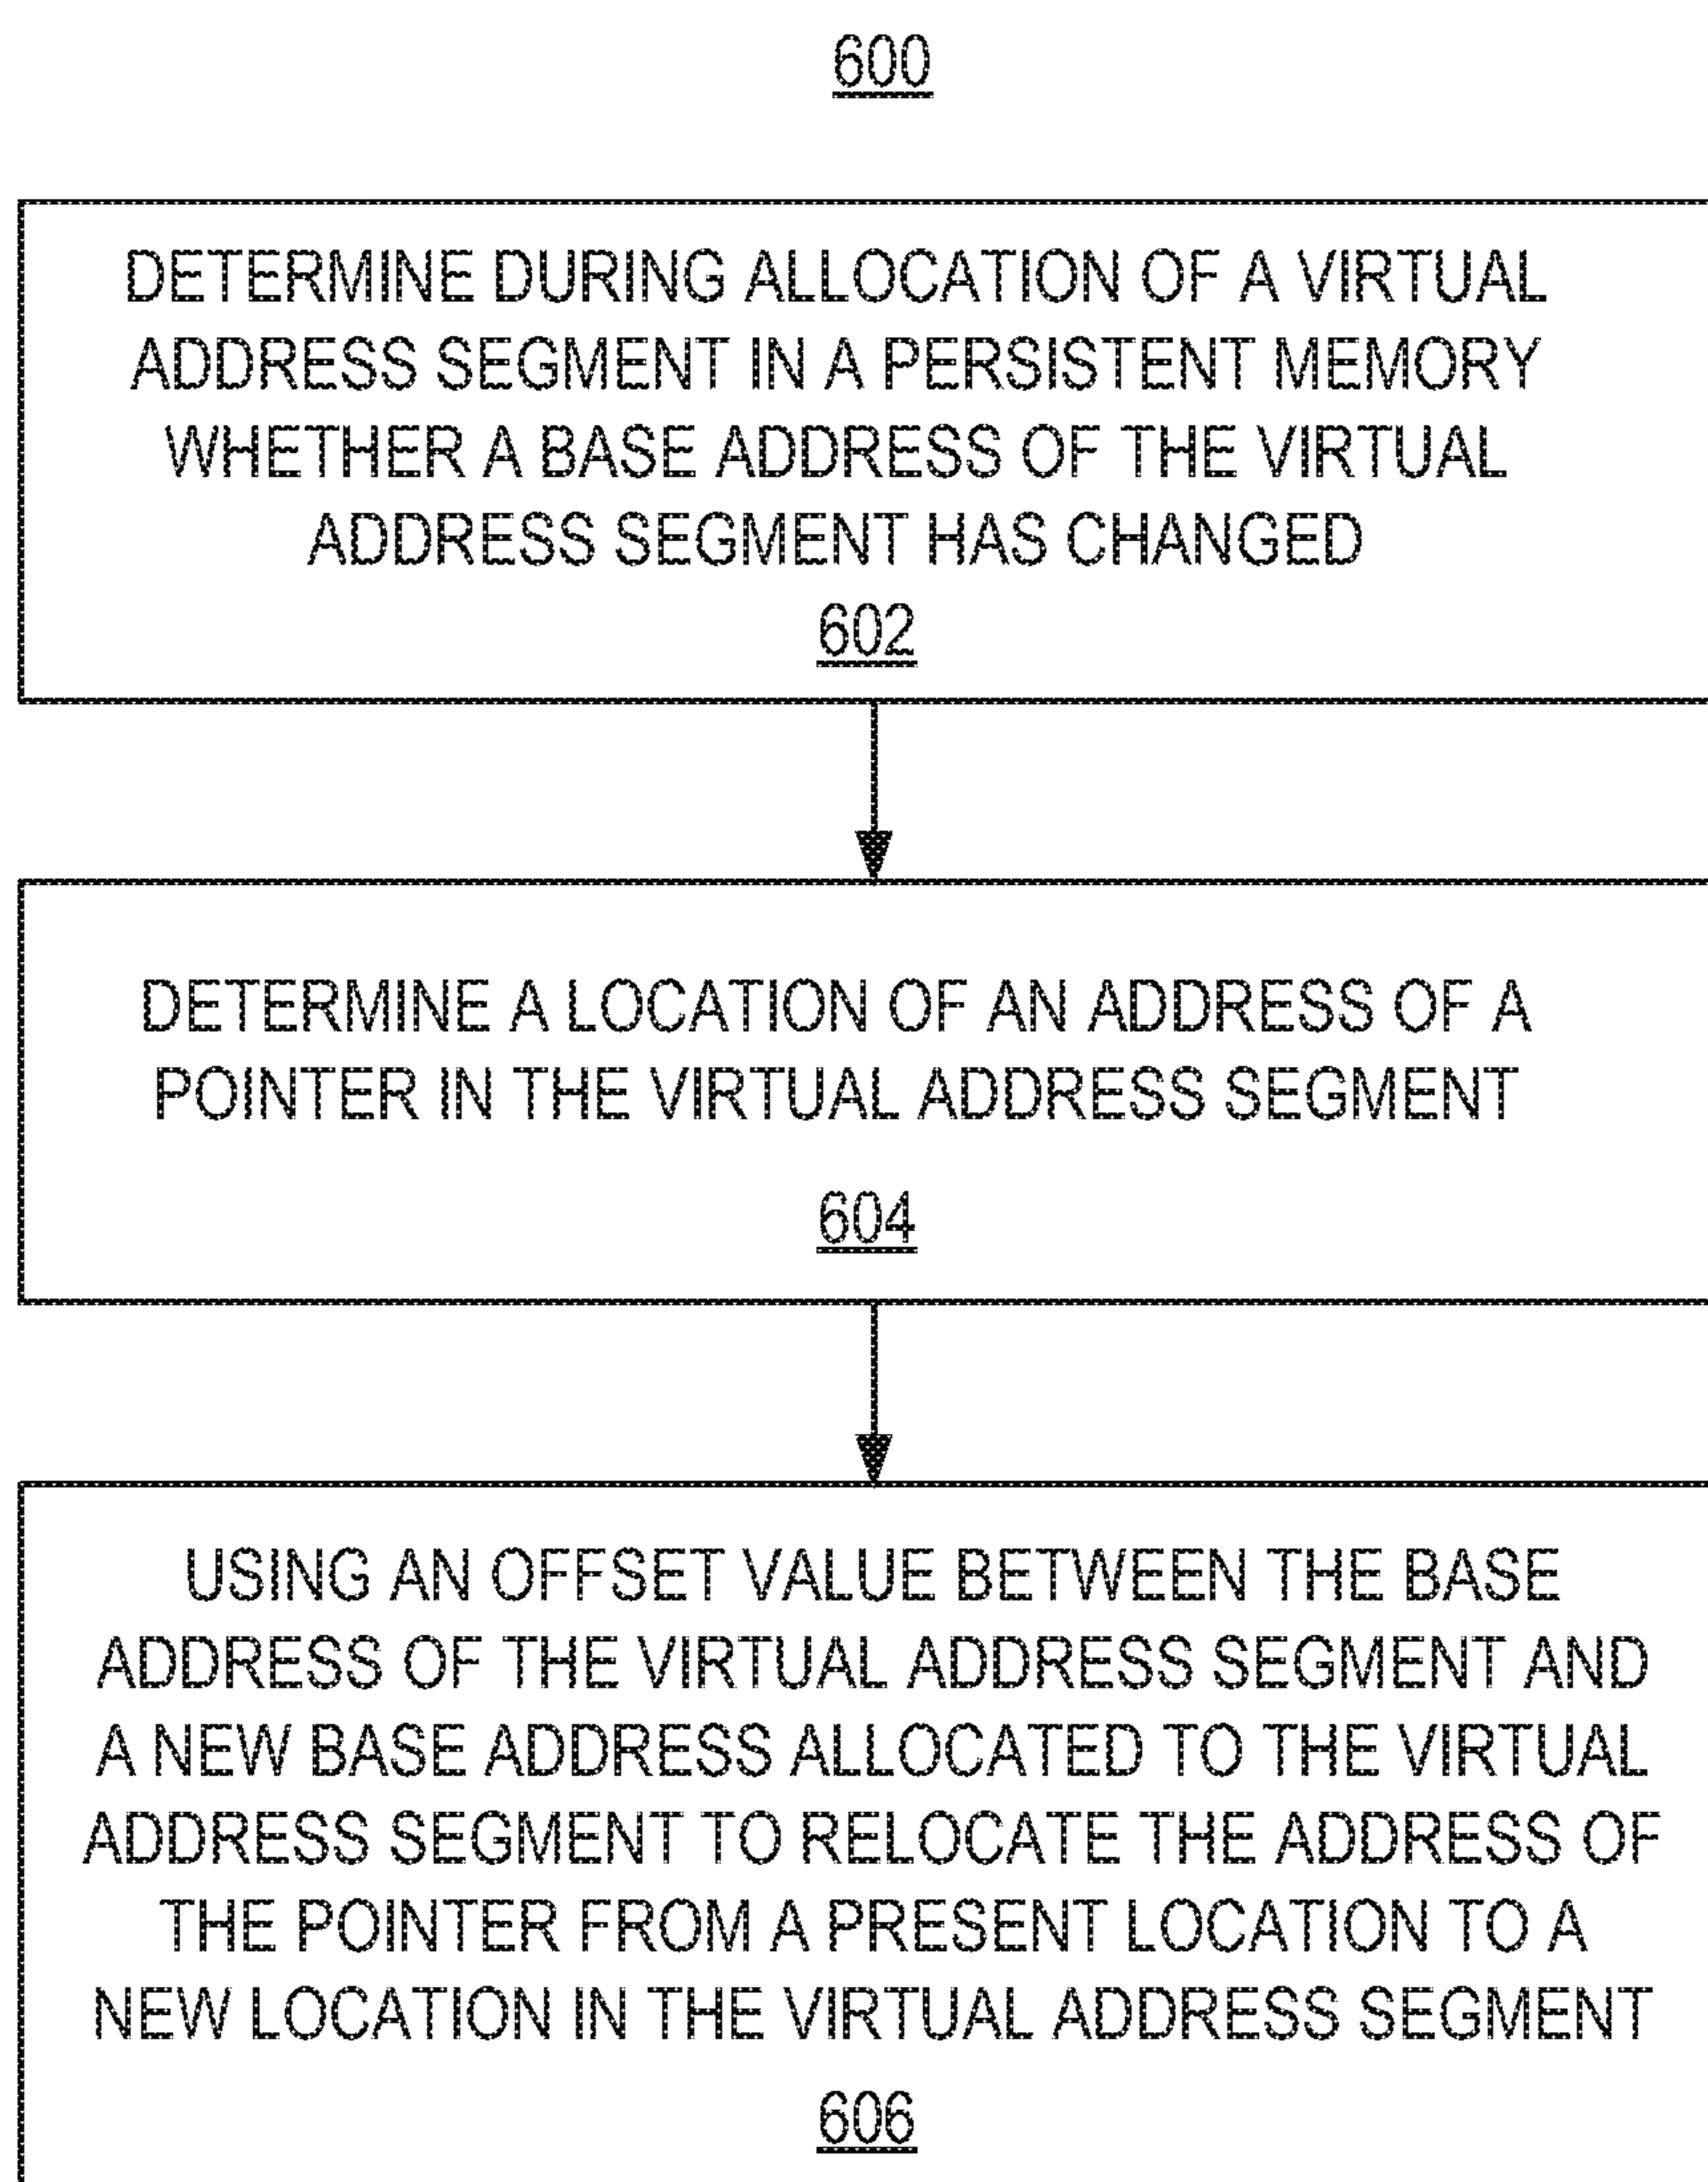 600
DETERMINE DURING ALLOCATION OF A VIRTUAL
ADDRESS SEGMENT IN A PERSISTENT MEMORY
WHETHER A BASE ADDRESS OF THE VIRTUAL
ADDRESS SEGMENT HAS CHANGED
602
DETERMINE A LOCATION OF AN ADDRESS OF A
POINTER IN THE VIRTUAL ADDRESS SEGMENT
604
USING AN OFFSET VALUE BETWEEN THE BASE
ADDRESS OF THE VIRTUAL ADDRESS SEGMENT AND
A NEW BASE ADDRESS ALLOCATED TO THE VIRTUAL
ADDRESS SEGMENT TO RELOCATE THE ADDRESS OF
THE POINTER FROM A PRESENT LOCATION TO A
NEW LOCATION IN THE VIRTUAL ADDRESS SEGMENT
606